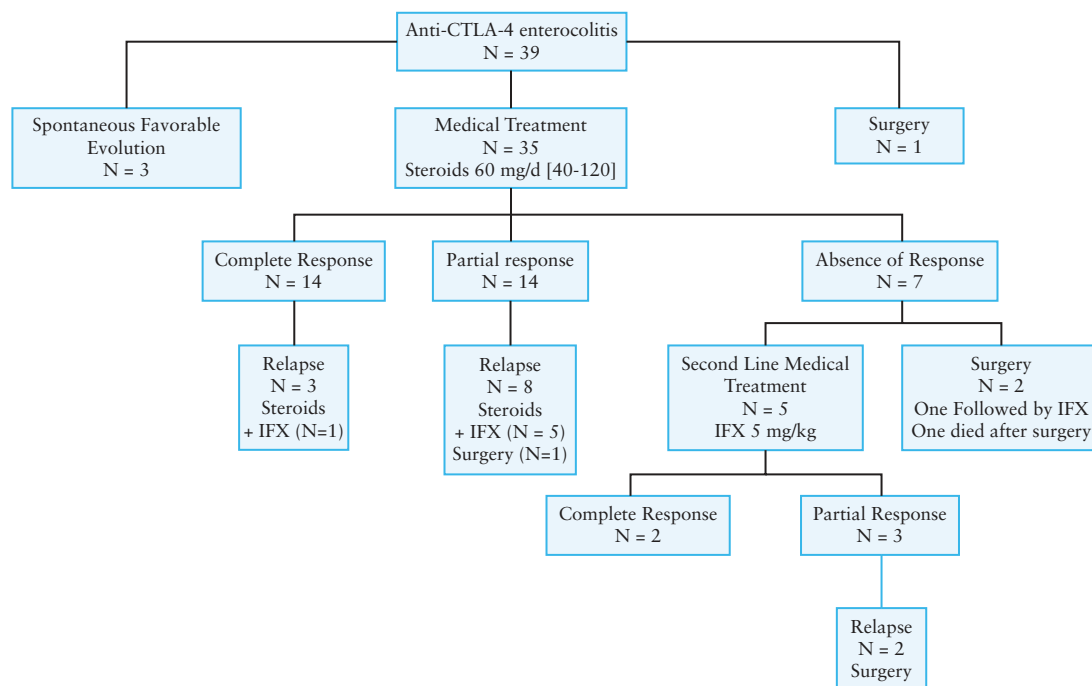 Anti-CTLA-4 enterocolitis
N = 39
Spontaneous Favorable
Evolution
N = 3
Medical Treatment
N = 35
Steroids 60 mg/d [40-120]
Surgery
N = 1
Complete Response
N = 14
Partial response
N = 14
Absence of Response
N = 7
Relapse
N = 3
Steroids
+ IFX (N=1)
Relapse
N = 8
Steroids
+ IFX (N = 5)
Surgery (N=1)
Second Line Medical
Treatment
N = 5
IFX 5 mg/kg
Surgery
N = 2
One Followed by IFX
One died after surgery
Complete Response
N = 2
Partial Response
N = 3
Relapse
N = 2
Surgery